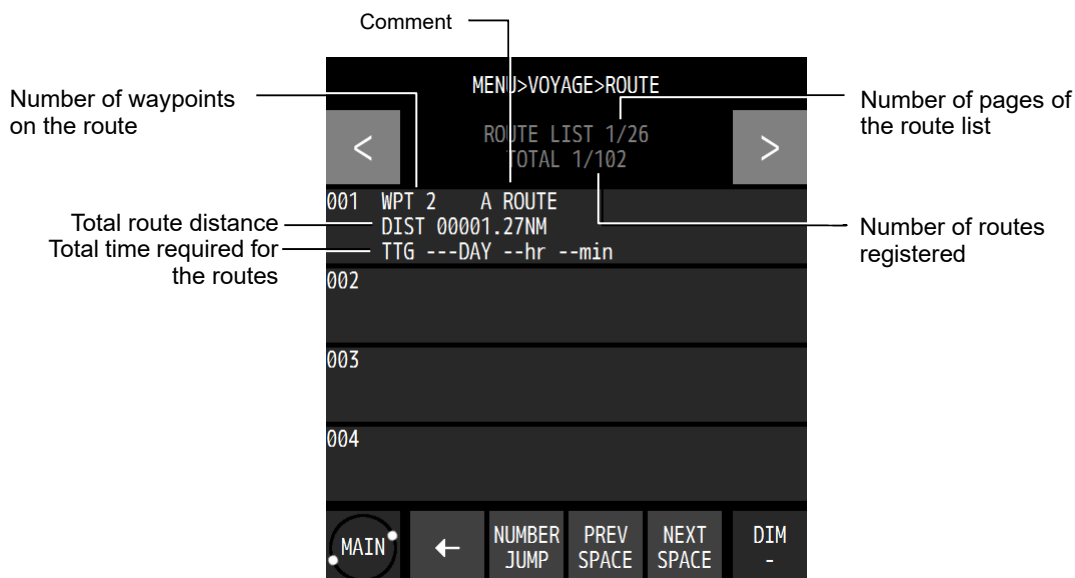 Comment
MENU>VOYAGE>ROUTE
Number of waypoints
on the route
Number of pages of
the route list
<
ROUTE LIST 1/26
TOTAL 1/102
>
001 WPT 2 A ROUTE
DIST 00001.27NM
TTG ---DAY --hr --min
Total route distance
Total time required for
the routes
Number of routes
registered
002
003
004
MAIN
←
NUMBER
JUMP
PREV
SPACE
NEXT
SPACE
DIM
-